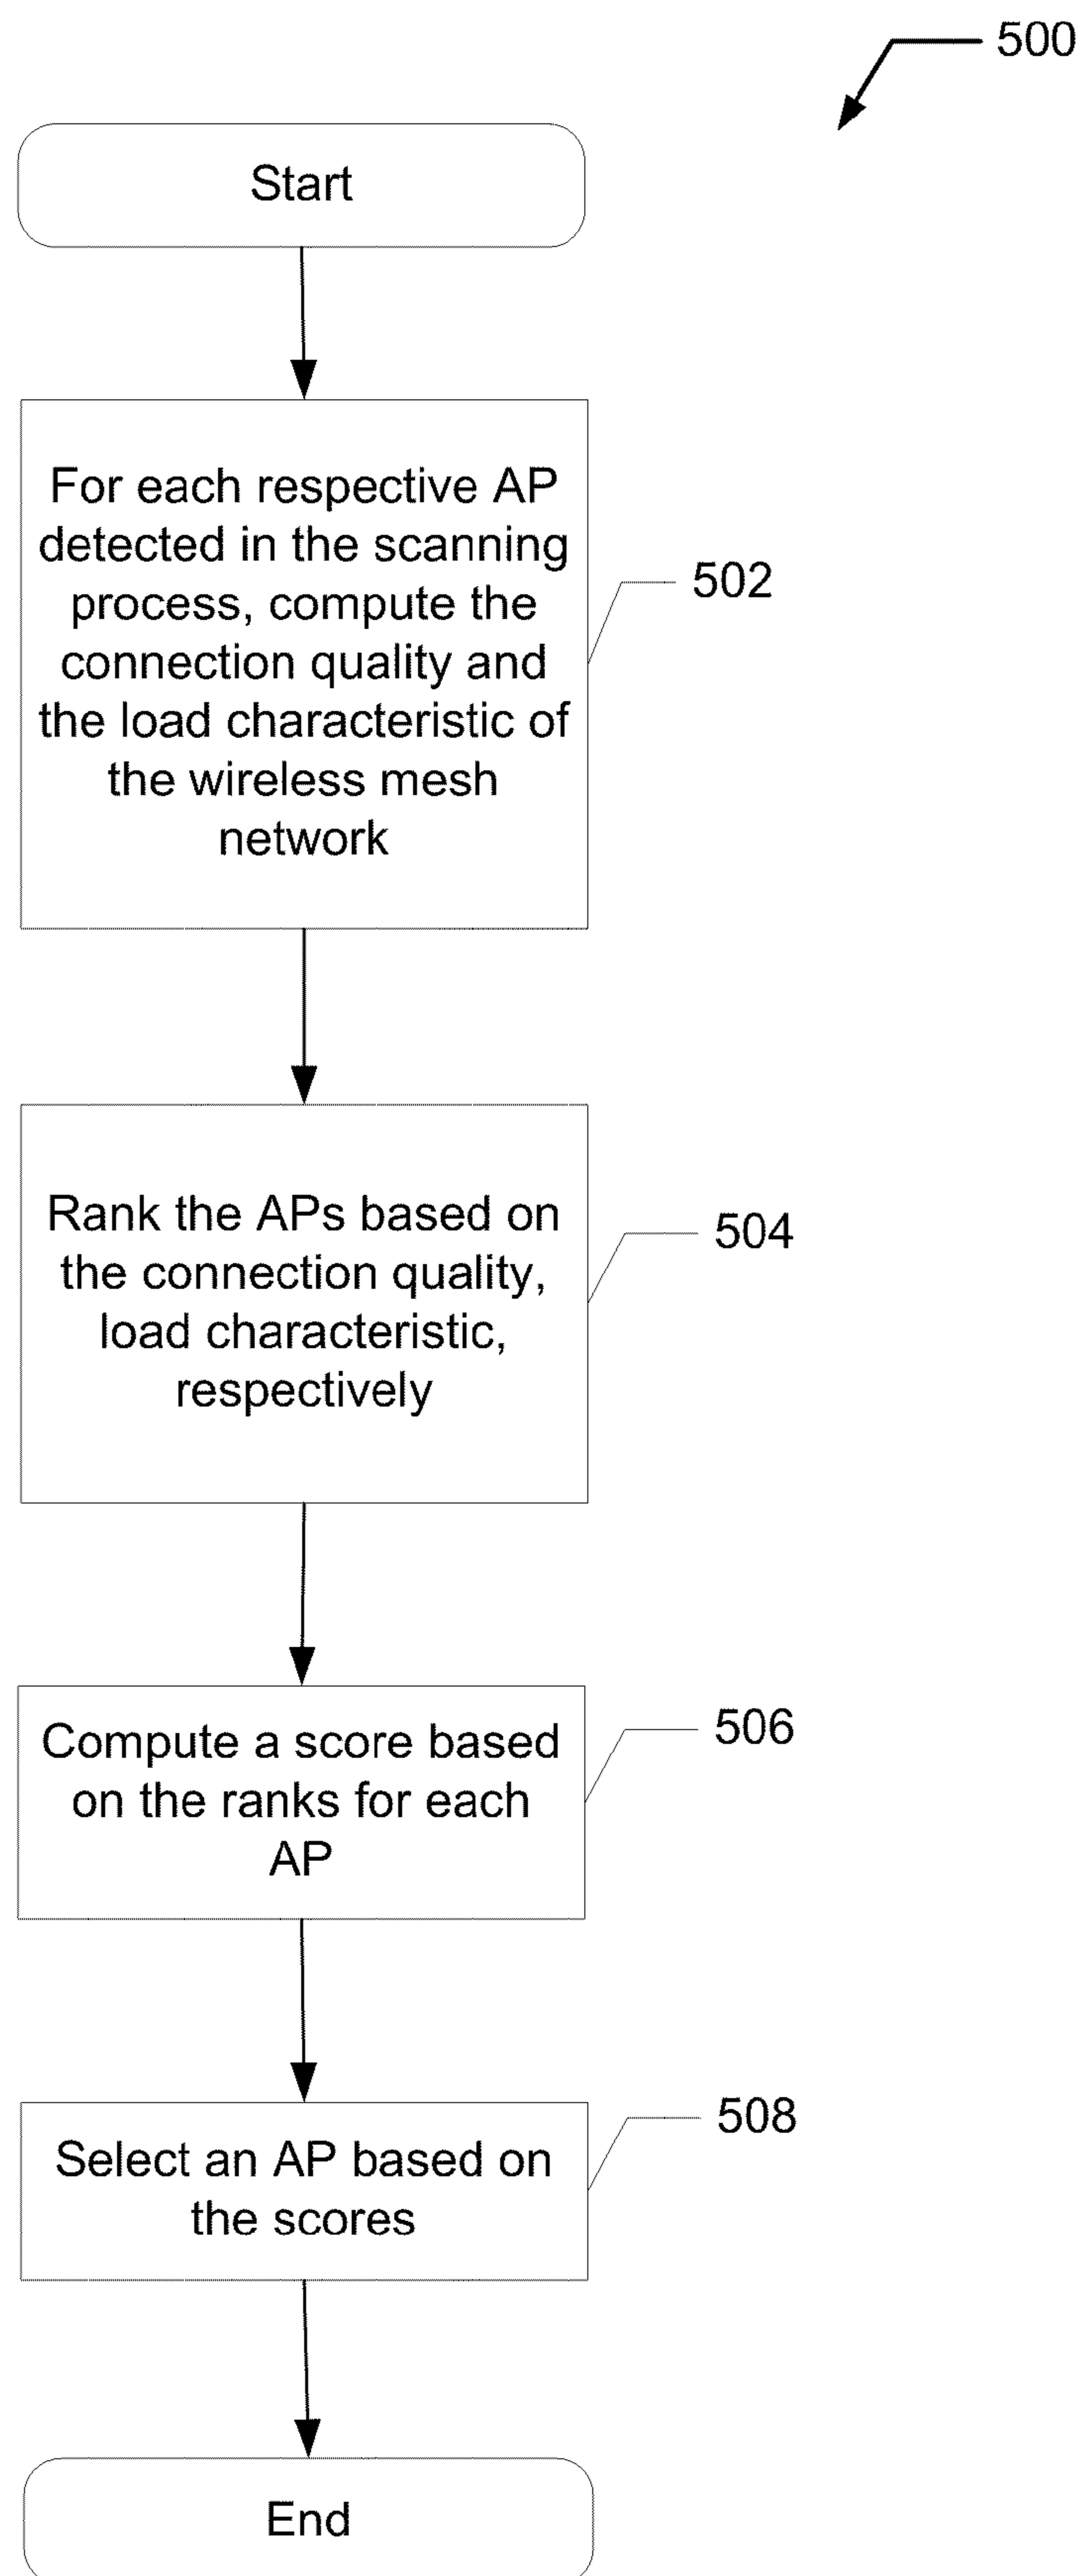 500
Start
For each respective AP
detected in the scanning
process, compute the
connection quality and
the load characteristic of
the wireless mesh
network
502
Rank the APs based on
the connection quality,
load characteristic,
respectively
504
Compute a score based
on the ranks for each
AP
506
Select an AP based on
the scores
508
End